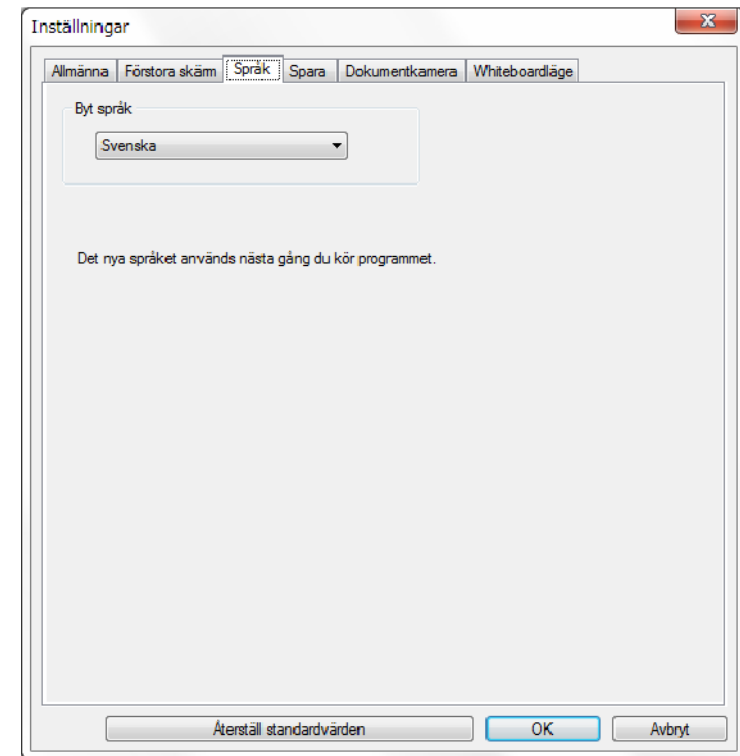 Inställningar
Allmänna Förstora skärm Språk Spara Dokumentkamera Whiteboardläge
Byt språk
Svenska
Det nya språket används nästa gång du kör programmet.
Återställ standardvärden OK Avbryt